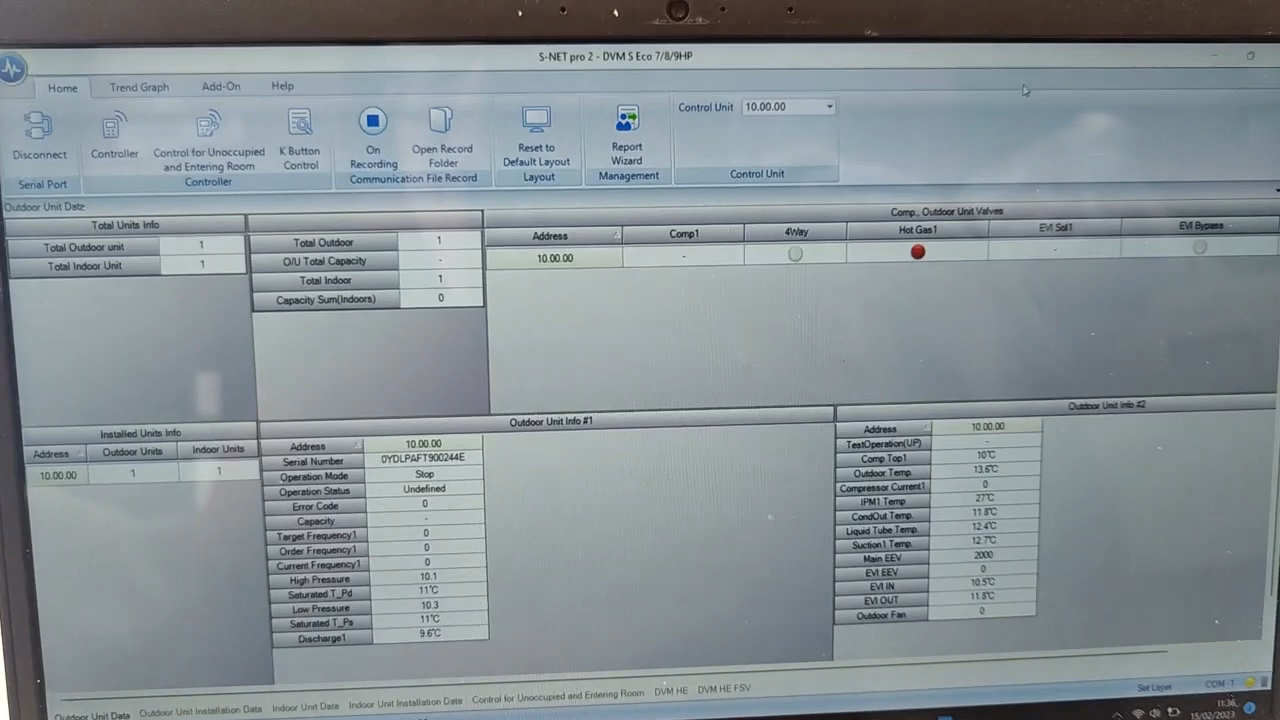 S-NET pro 2 - DVM S Eco 7/8/9HP
Home Trend Graph Add-On Help
Disconnect
Serial Port
Controller
Control for Unoccupied and Entering Room
K Button Control
Controller
On Recording
Open Record Folder
Communication File Record
Reset to Default Layout
Layout
Report Wizard
Management
Control Unit 10.00.00
Control Unit
Outdoor Unit Date
Total Units Info
Total Outdoor unit 1
Total Indoor Unit 1
Total Outdoor 1
O/U Total Capacity -
Total Indoor 1
Capacity Sum(Indoors) 0
Comp., Outdoor Unit Valves
Address Comp1 4Way Hot Gas1 EVI Sol1 EVI Bypass
10.00.00 - -
Installed Units Info
Address Outdoor Units Indoor Units
10.00.00 1 1
Outdoor Unit Info #1
Address 10.00.00
Serial Number 0YDLPAFT900244E
Operation Mode Stop
Operation Status Undefined
Error Code 0
Capacity -
Target Frequency1 0
Order Frequency1 0
Current Frequency1 0
High Pressure 10.1
Saturated T_Pd 11℃
Low Pressure 10.3
Saturated T_Ps 11℃
Discharge1 9.6℃
Outdoor Unit Info #2
Address 10.00.00
TestOperation(UP) -
Comp Top1 10℃
Outdoor Temp. 13.6℃
Compressor Current1 0
IPM1 Temp 27℃
CondOut Temp. 11.8℃
Liquid Tube Temp. 12.4℃
Suction1 Temp. 12.7℃
Main EEV 2000
EVI EEV 0
EVI IN 10.5℃
EVI OUT 11.8℃
Outdoor Fan 0
Outdoor Unit Data Outdoor Unit Installation Data Indoor Unit Data Indoor Unit Installation Data Control for Unoccupied and Entering Room DVM HE DVM HE FSV
Set Layer COM -1
11:36
15/02/2023